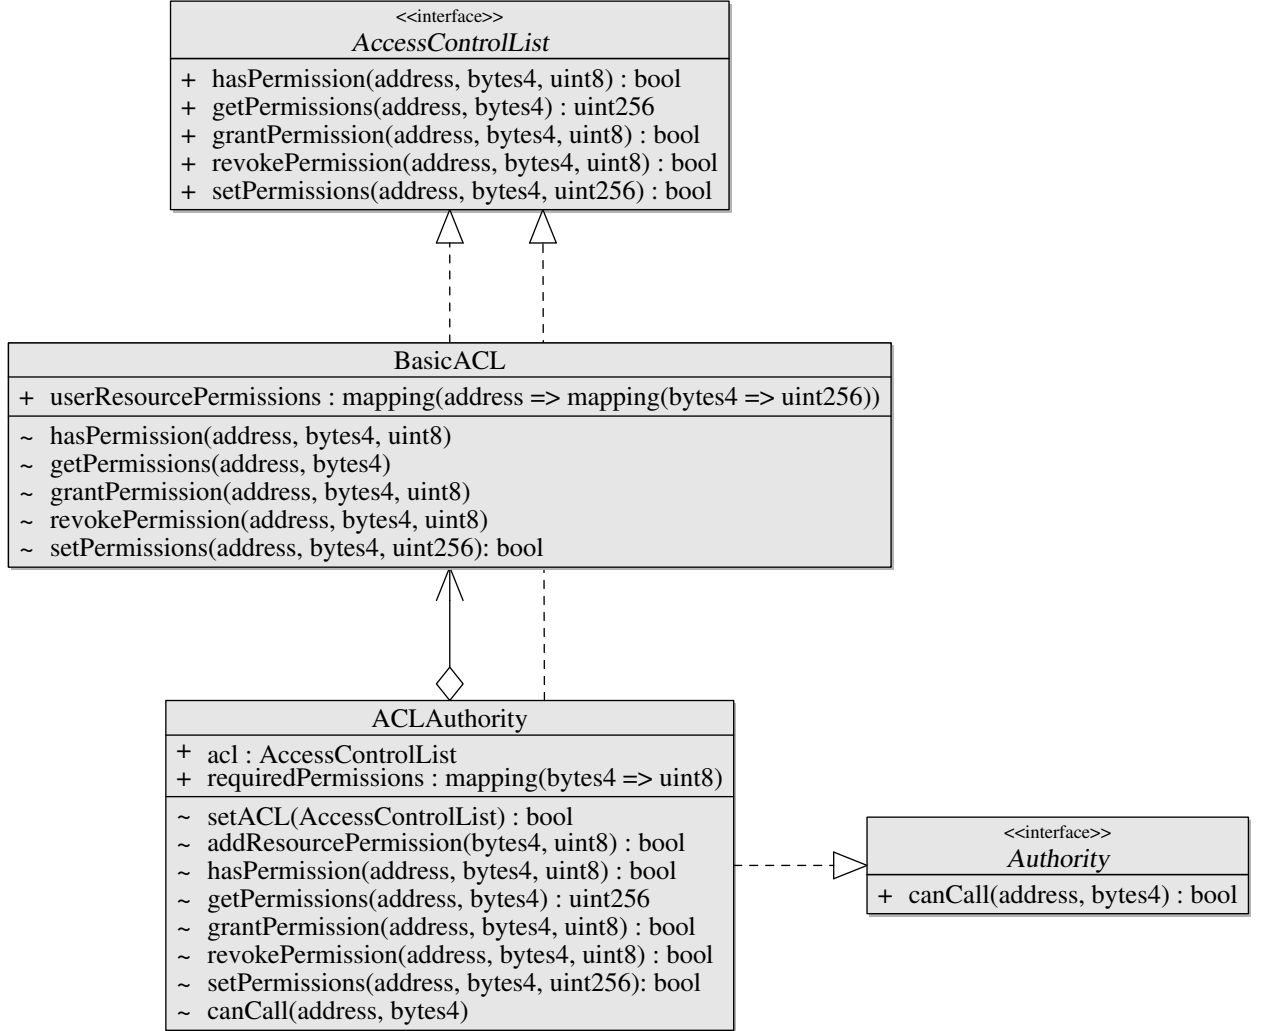 <<interface>>
AccessControlList
+ hasPermission(address, bytes4, uint8) : bool
+ getPermissions(address, bytes4) : uint256
+ grantPermission(address, bytes4, uint8) : bool
+ revokePermission(address, bytes4, uint8) : bool
+ setPermissions(address, bytes4, uint256) : bool
BasicACL
+ userResourcePermissions : mapping(address => mapping(bytes4 => uint256))
~ hasPermission(address, bytes4, uint8)
~ getPermissions(address, bytes4)
~ grantPermission(address, bytes4, uint8)
~ revokePermission(address, bytes4, uint8)
~ setPermissions(address, bytes4, uint256): bool
ACLAuthority
+ acl : AccessControlList
+ requiredPermissions : mapping(bytes4 => uint8)
~ setACL(AccessControlList) : bool
~ addResourcePermission(bytes4, uint8) : bool
~ hasPermission(address, bytes4, uint8) : bool
~ getPermissions(address, bytes4) : uint256
~ grantPermission(address, bytes4, uint8) : bool
~ revokePermission(address, bytes4, uint8) : bool
~ setPermissions(address, bytes4, uint256): bool
~ canCall(address, bytes4)
<<interface>>
Authority
+ canCall(address, bytes4) : bool